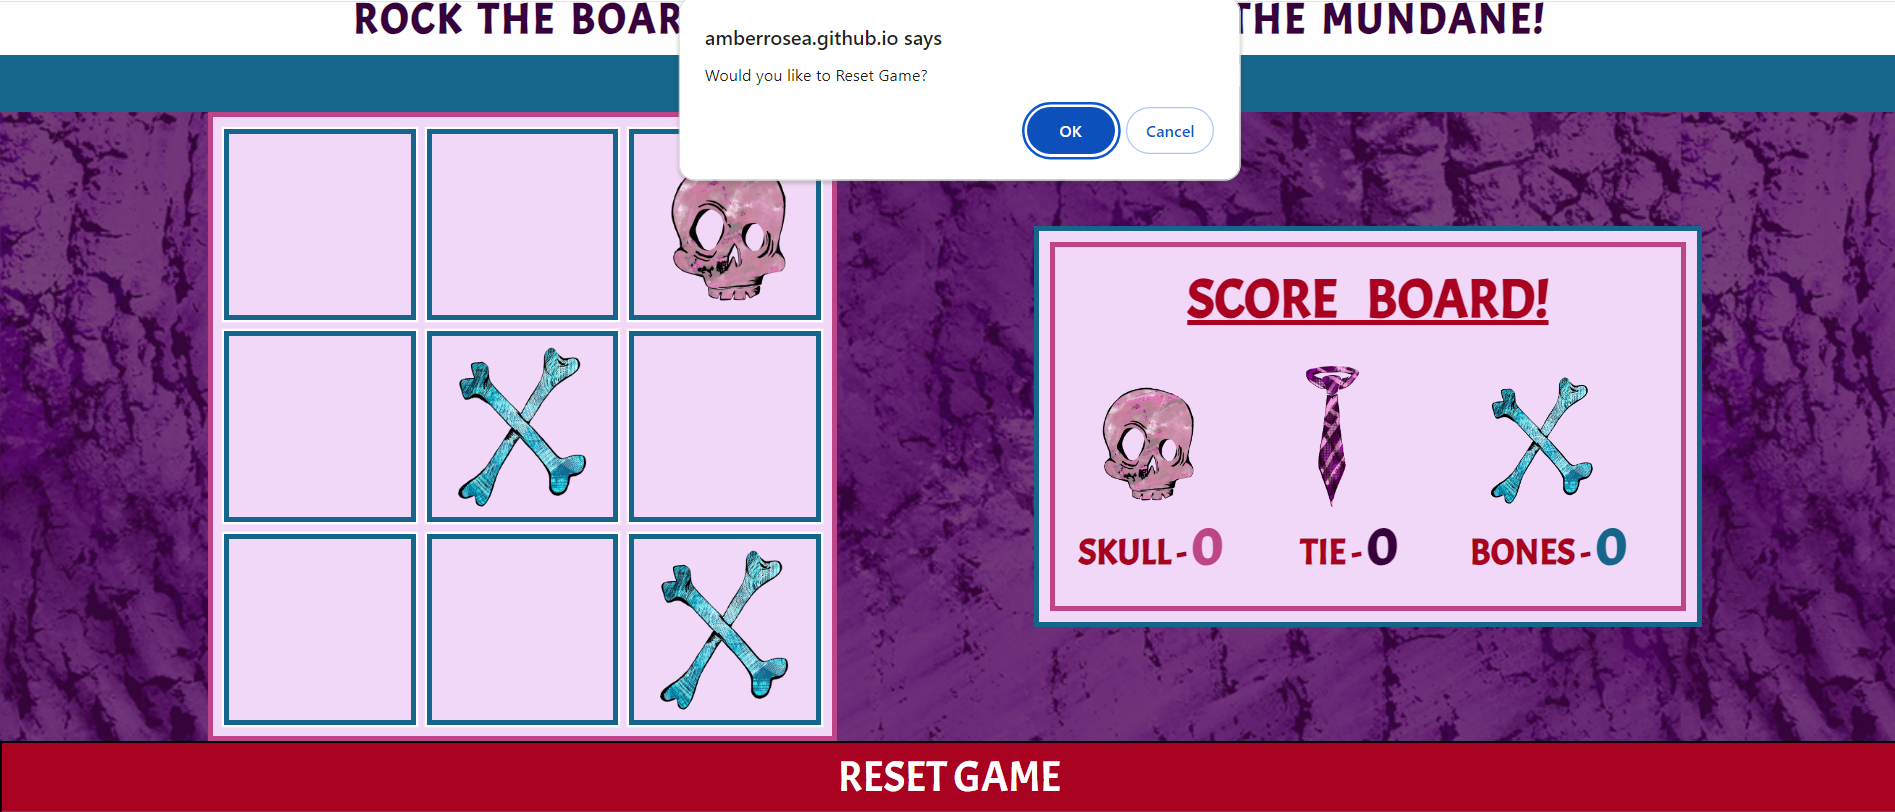 ROCK THE BOAR
THE MUNDANE!
amberrosea.github.io says
Would you like to Reset Game?
OK
Cancel
SCORE BOARD!
SKULL - 0
TIE - 0
BONES - 0
RESET GAME